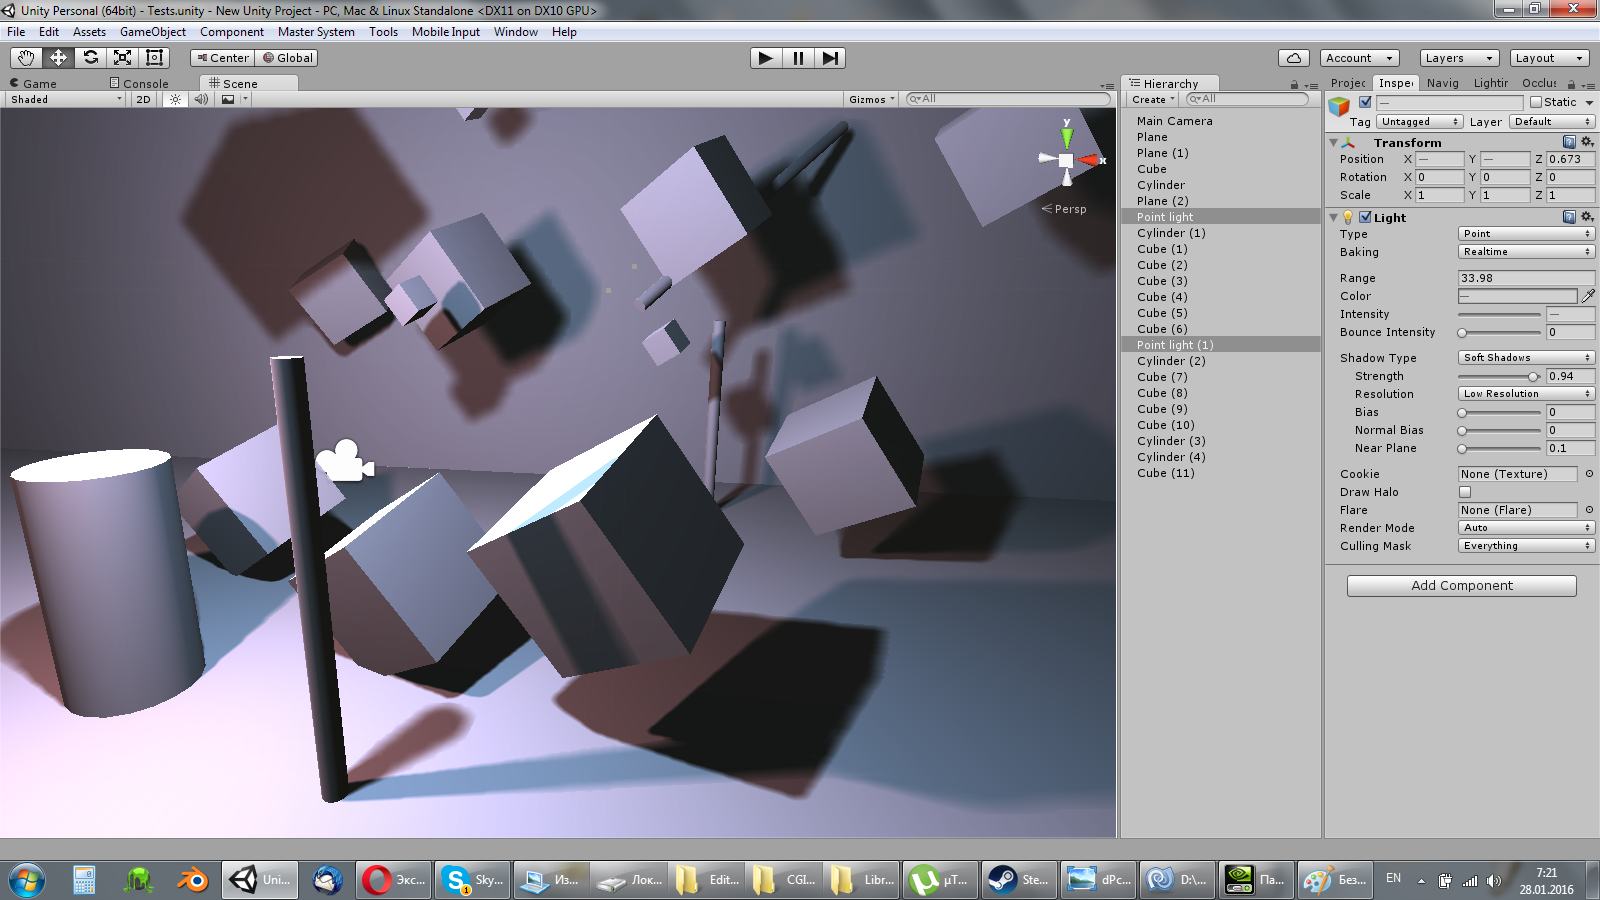 Unity Personal (64bit) - Tests.unity - New Unity Project - PC, Mac & Linux Standalone <DX11 on DX10 GPU>
File Edit Assets GameObject Component Master System Tools Mobile Input Window Help
Center Global Account Layers Layout
Game Console Scene
Shaded 2D Gizmos All
y
x
Persp
Hierarchy
Create All
Main Camera
Plane
Plane (1)
Cube
Cylinder
Plane (2)
Point light
Cylinder (1)
Cube (1)
Cube (2)
Cube (3)
Cube (4)
Cube (5)
Cube (6)
Point light (1)
Cylinder (2)
Cube (7)
Cube (8)
Cube (9)
Cube (10)
Cylinder (3)
Cylinder (4)
Cube (11)
Projec Inspec Navig Lightin Occlus
— Static
Tag Untagged Layer Default
Transform
Position X — Y — Z 0.673
Rotation X 0 Y 0 Z 0
Scale X 1 Y 1 Z 1
Light
Type Point
Baking Realtime
Range 33.98
Color —
Intensity —
Bounce Intensity 0
Shadow Type Soft Shadows
Strength 0.94
Resolution Low Resolution
Bias 0
Normal Bias 0
Near Plane 0.1
Cookie None (Texture)
Draw Halo
Flare None (Flare)
Render Mode Auto
Culling Mask Everything
Add Component
Uni... Экс... Sky... 1 Из... Лок... Edit... CGI... Libr... µT... Ste... dPc... D:\... Па... Без... EN 7:21
28.01.2016